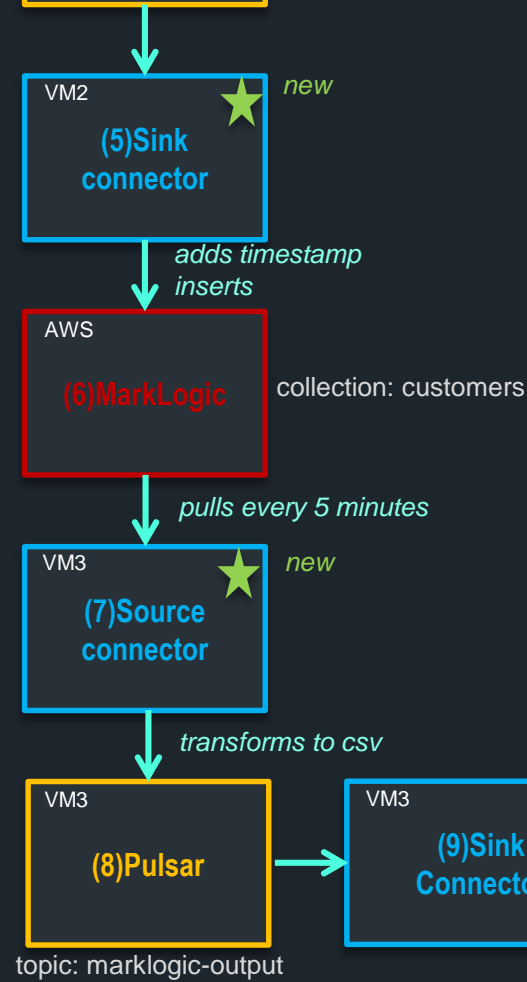 VM2
new
(5)Sink
connector
adds timestamp
inserts
AWS
(6)MarkLogic
collection: customers
pulls every 5 minutes
VM3
new
(7)Source
connector
transforms to csv
VM3
(8)Pulsar
VM3
(9)Sink
topic: marklogic-output